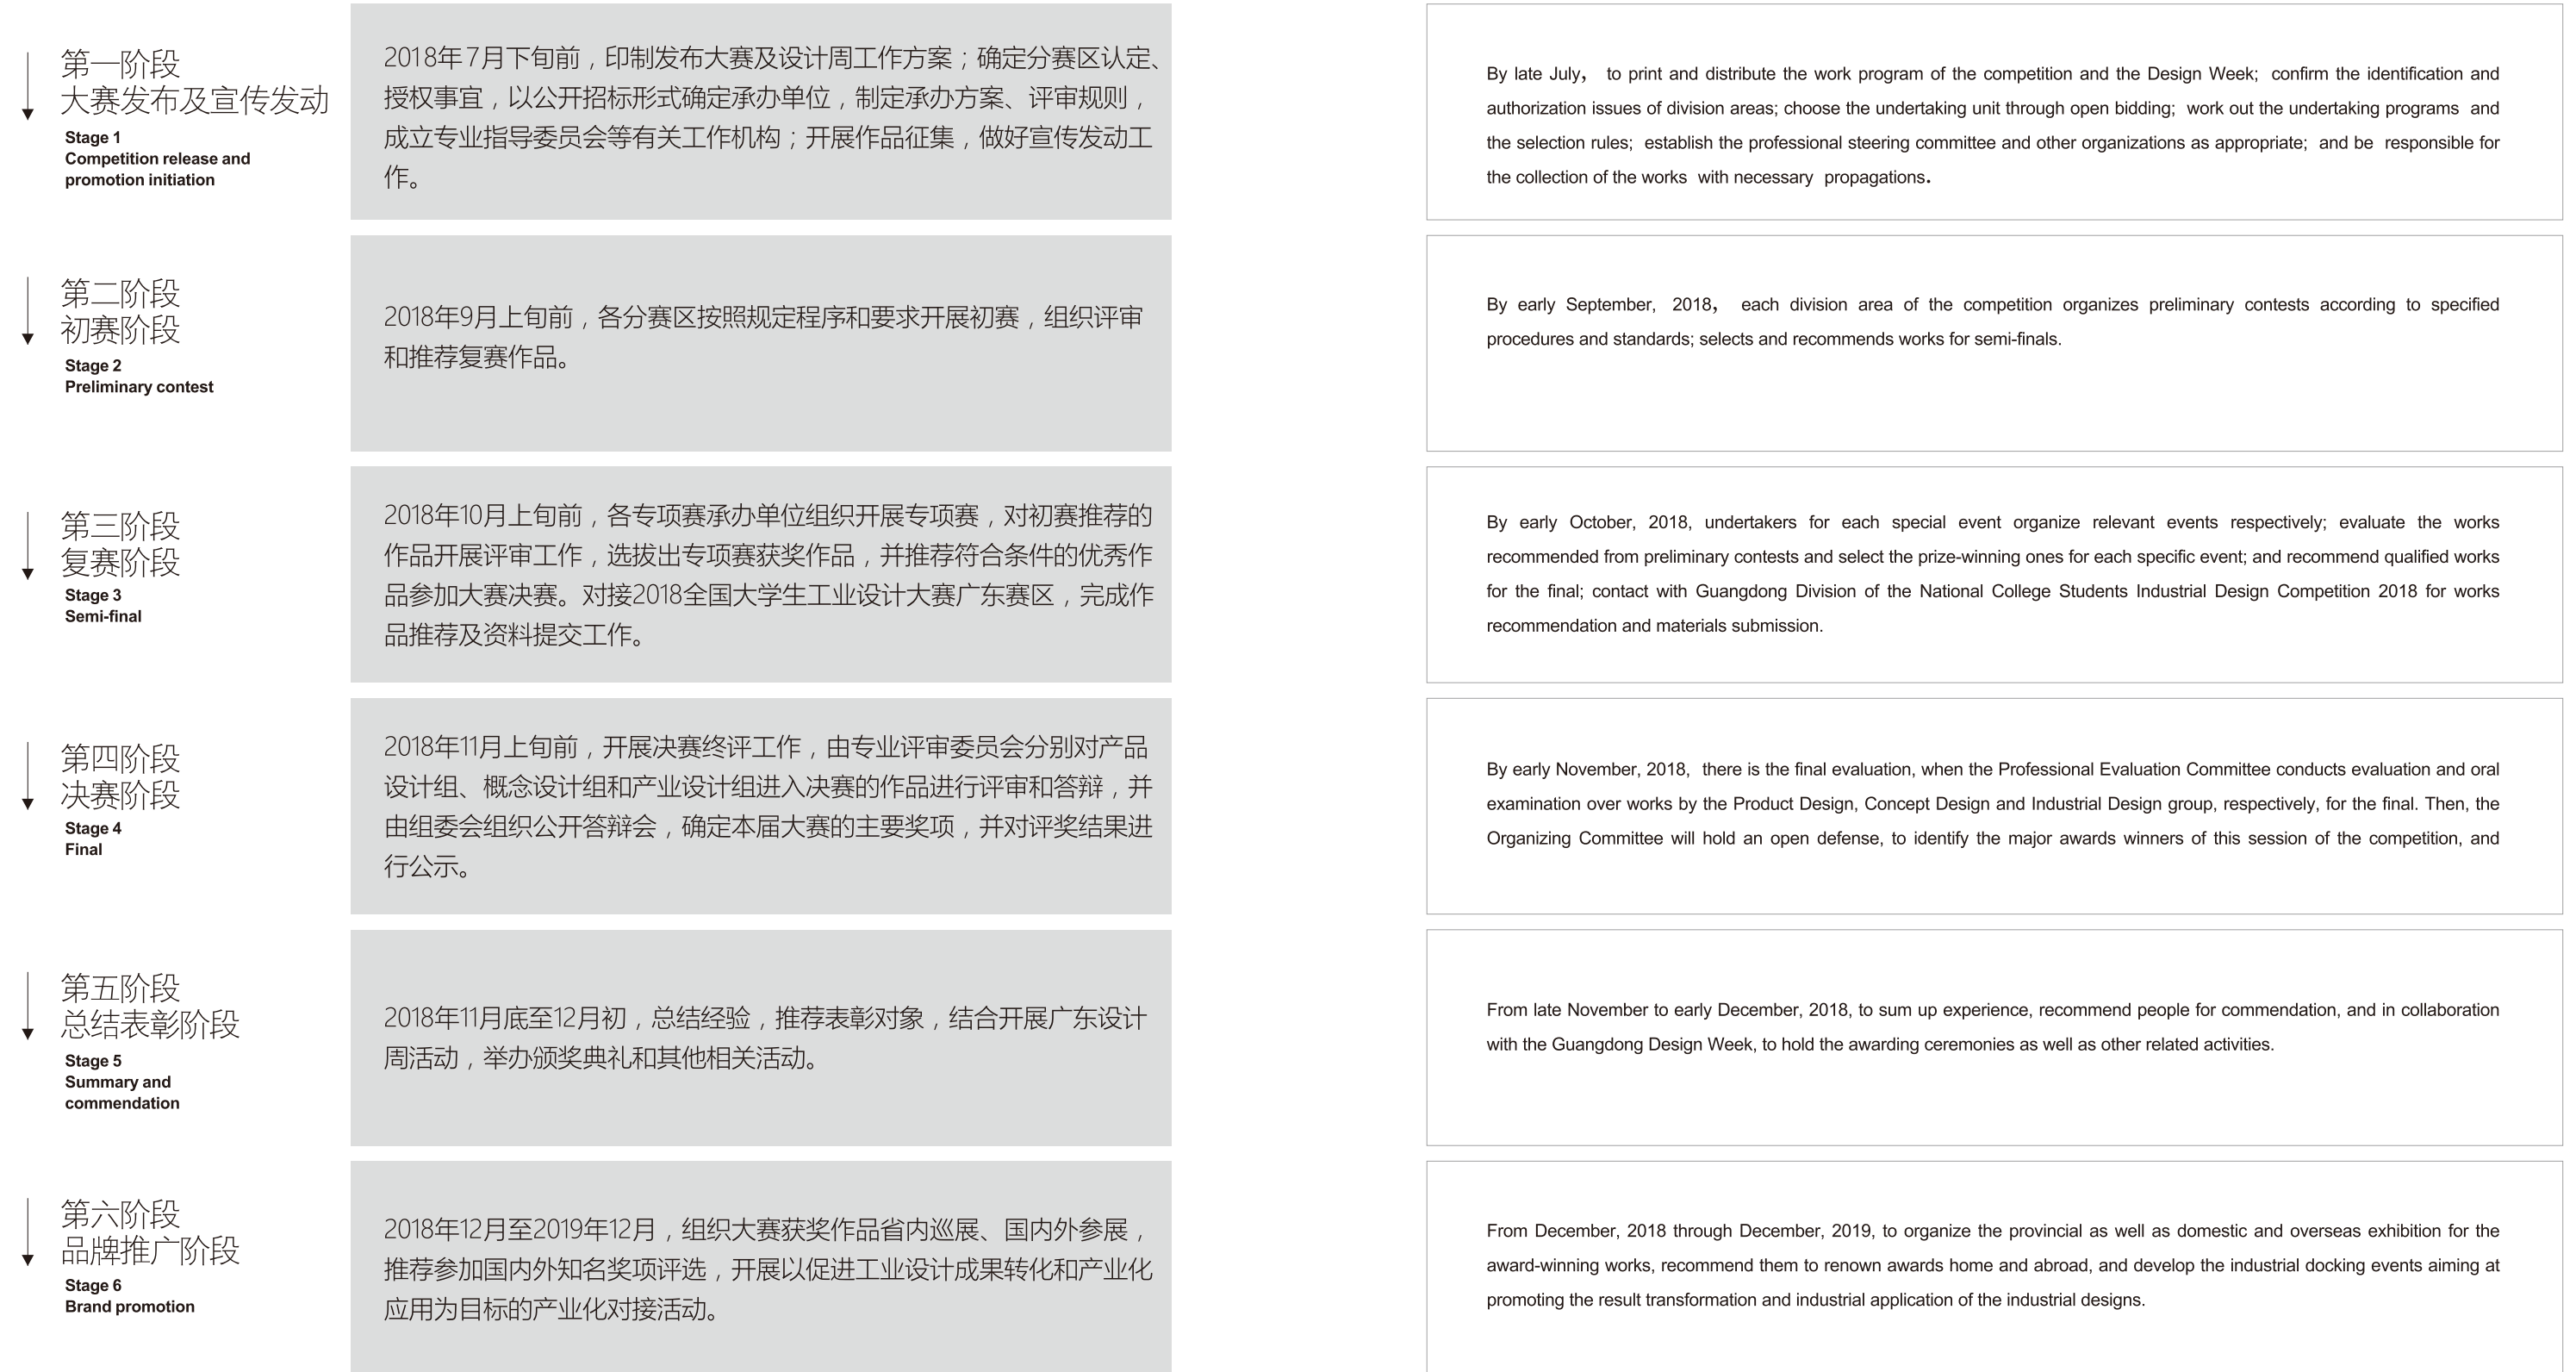 第一阶段
大赛发布及宣传发动
Stage 1
Competition release and
promotion initiation
2018年7月下旬前，印制发布大赛及设计周工作方案；确定分赛区认定、
授权事宜，以公开招标形式确定承办单位，制定承办方案、评审规则，
成立专业指导委员会等有关工作机构；开展作品征集，做好宣传发动工
作。
By late July， to print and distribute the work program of the competition and the Design Week; confirm the identification and
authorization issues of division areas; choose the undertaking unit through open bidding; work out the undertaking programs and
the selection rules; establish the professional steering committee and other organizations as appropriate; and be responsible for
the collection of the works with necessary propagations.
第二阶段
初赛阶段
Stage 2
Preliminary contest
2018年9月上旬前，各分赛区按照规定程序和要求开展初赛，组织评审
和推荐复赛作品。
By early September, 2018， each division area of the competition organizes preliminary contests according to specified
procedures and standards; selects and recommends works for semi-finals.
第三阶段
复赛阶段
Stage 3
Semi-final
2018年10月上旬前，各专项赛承办单位组织开展专项赛，对初赛推荐的
作品开展评审工作，选拔出专项赛获奖作品，并推荐符合条件的优秀作
品参加大赛决赛。对接2018全国大学生工业设计大赛广东赛区，完成作
品推荐及资料提交工作。
By early October, 2018, undertakers for each special event organize relevant events respectively; evaluate the works
recommended from preliminary contests and select the prize-winning ones for each specific event; and recommend qualified works
for the final; contact with Guangdong Division of the National College Students Industrial Design Competition 2018 for works
recommendation and materials submission.
第四阶段
决赛阶段
Stage 4
Final
2018年11月上旬前，开展决赛终评工作，由专业评审委员会分别对产品
设计组、概念设计组和产业设计组进入决赛的作品进行评审和答辩，并
由组委会组织公开答辩会，确定本届大赛的主要奖项，并对评奖结果进
行公示。
By early November, 2018, there is the final evaluation, when the Professional Evaluation Committee conducts evaluation and oral
examination over works by the Product Design, Concept Design and Industrial Design group, respectively, for the final. Then, the
Organizing Committee will hold an open defense, to identify the major awards winners of this session of the competition, and
第五阶段
总结表彰阶段
Stage 5
Summary and
commendation
2018年11月底至12月初，总结经验，推荐表彰对象，结合开展广东设计
周活动，举办颁奖典礼和其他相关活动。
From late November to early December, 2018, to sum up experience, recommend people for commendation, and in collaboration
with the Guangdong Design Week, to hold the awarding ceremonies as well as other related activities.
第六阶段
品牌推广阶段
Stage 6
Brand promotion
2018年12月至2019年12月，组织大赛获奖作品省内巡展、国内外参展，
推荐参加国内外知名奖项评选，开展以促进工业设计成果转化和产业化
应用为目标的产业化对接活动。
From December, 2018 through December, 2019, to organize the provincial as well as domestic and overseas exhibition for the
award-winning works, recommend them to renown awards home and abroad, and develop the industrial docking events aiming at
promoting the result transformation and industrial application of the industrial designs.